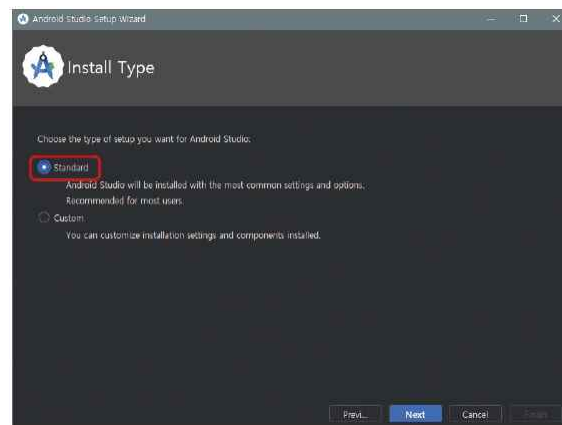 Android Studio Setup Wizard
Install Type
Choose the type of setup you want for Android Studio:
Standard
Android Studio will be installed with the most common settings and options.
Recommended for most users.
Custom
You can customize installation settings and components installed.
Previ...
Next
Cancel
Finish